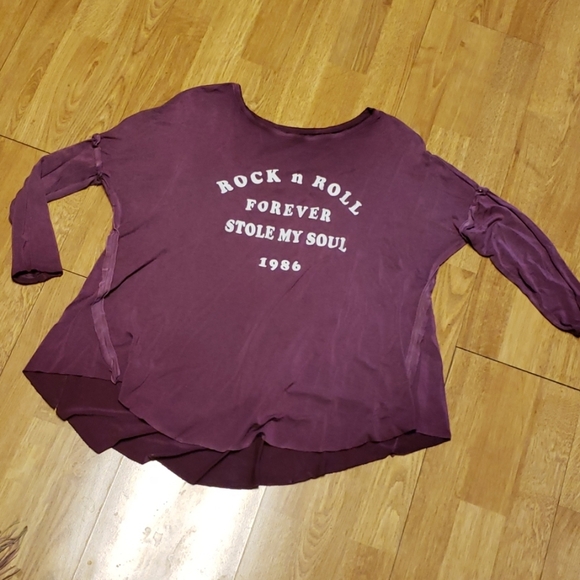 ROCK n ROLL
FOREVER
STOLE MY SOUL
1986